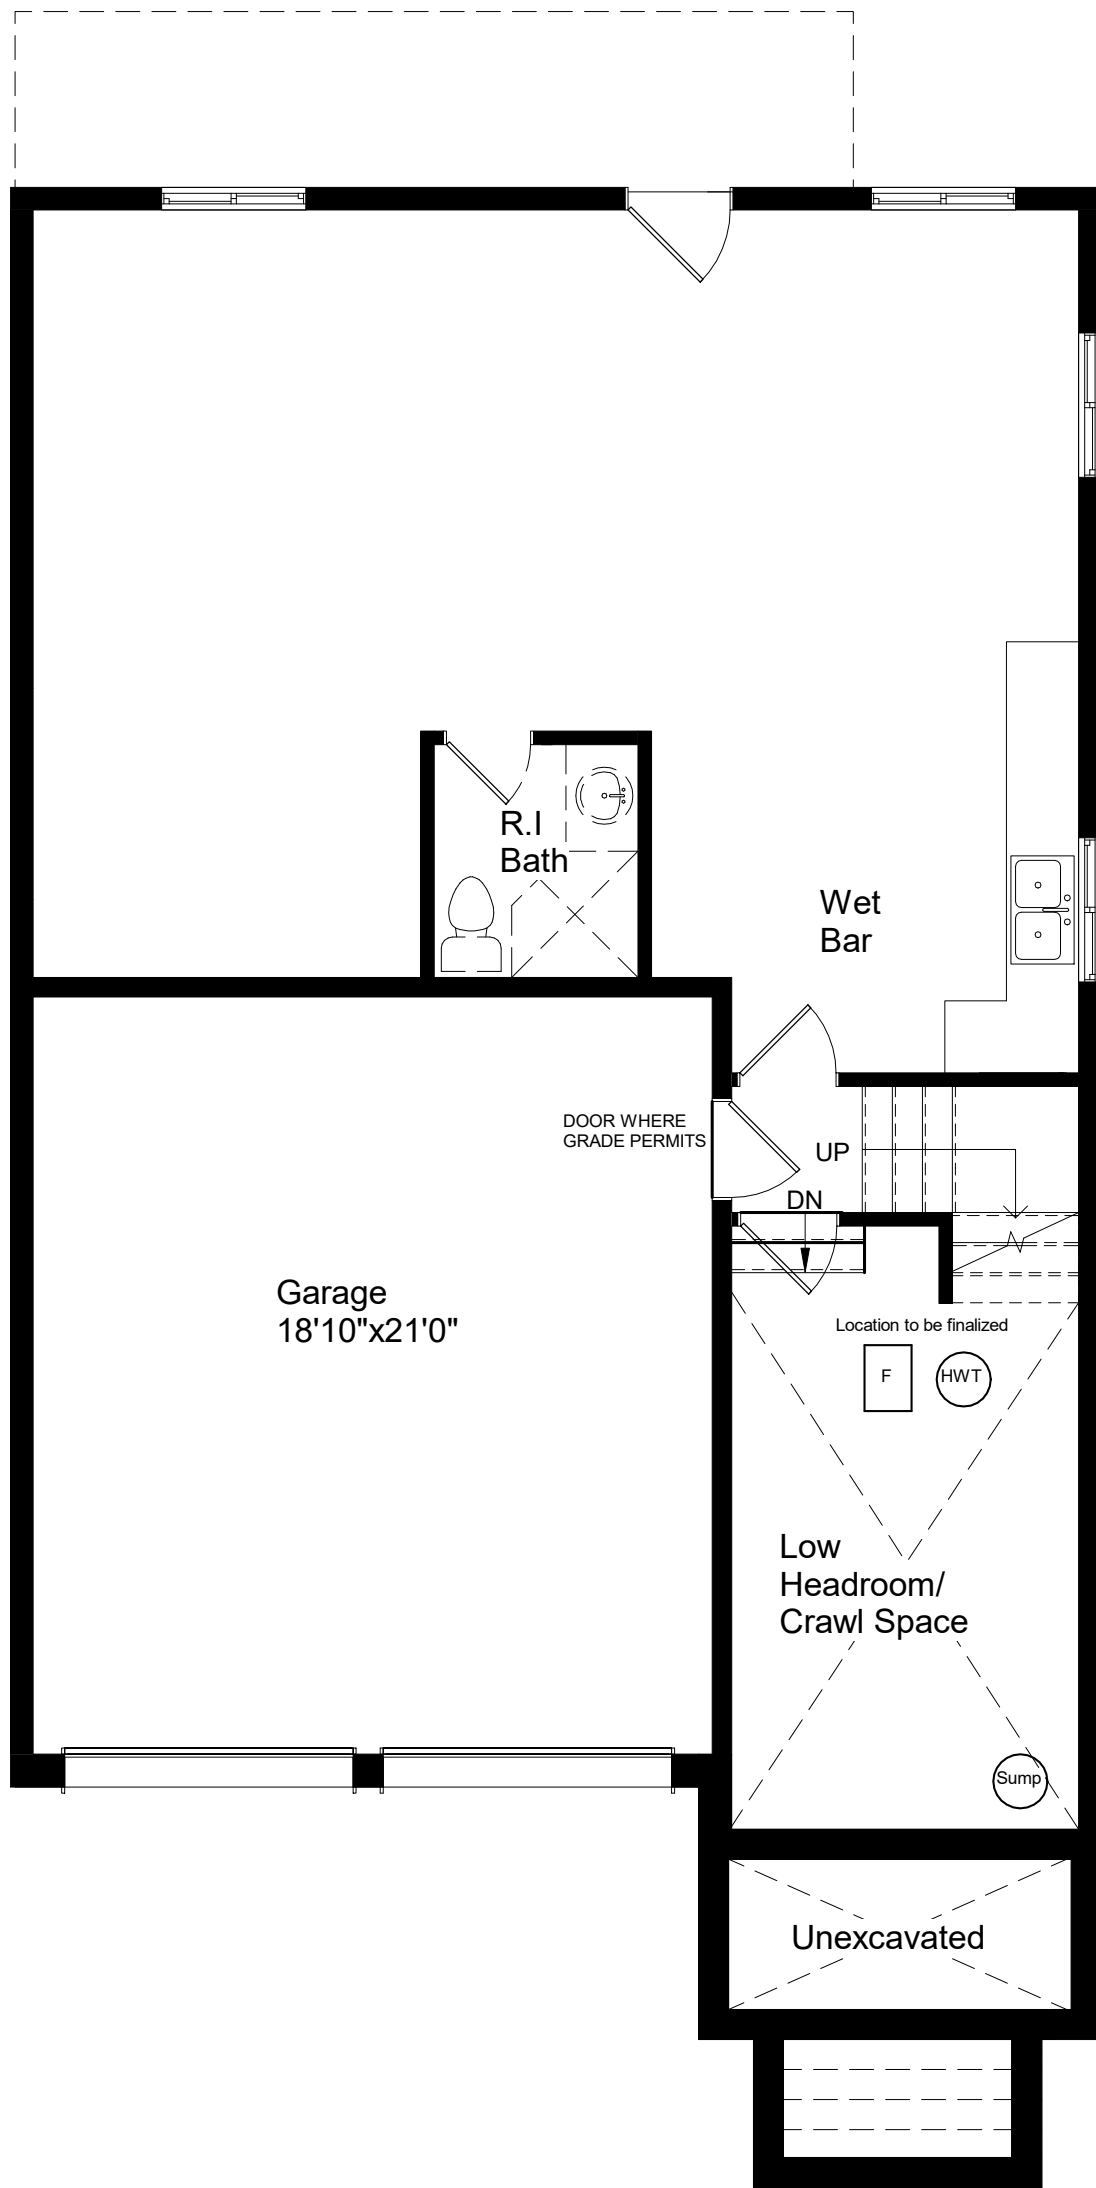 R.I
Bath
Wet
Bar
DOOR WHERE
GRADE PERMITS
UP
DN
Garage
18'10"x21'0"
Location to be finalized
F
HWT
Low
Headroom/
Crawl Space
Sump
Unexcavated